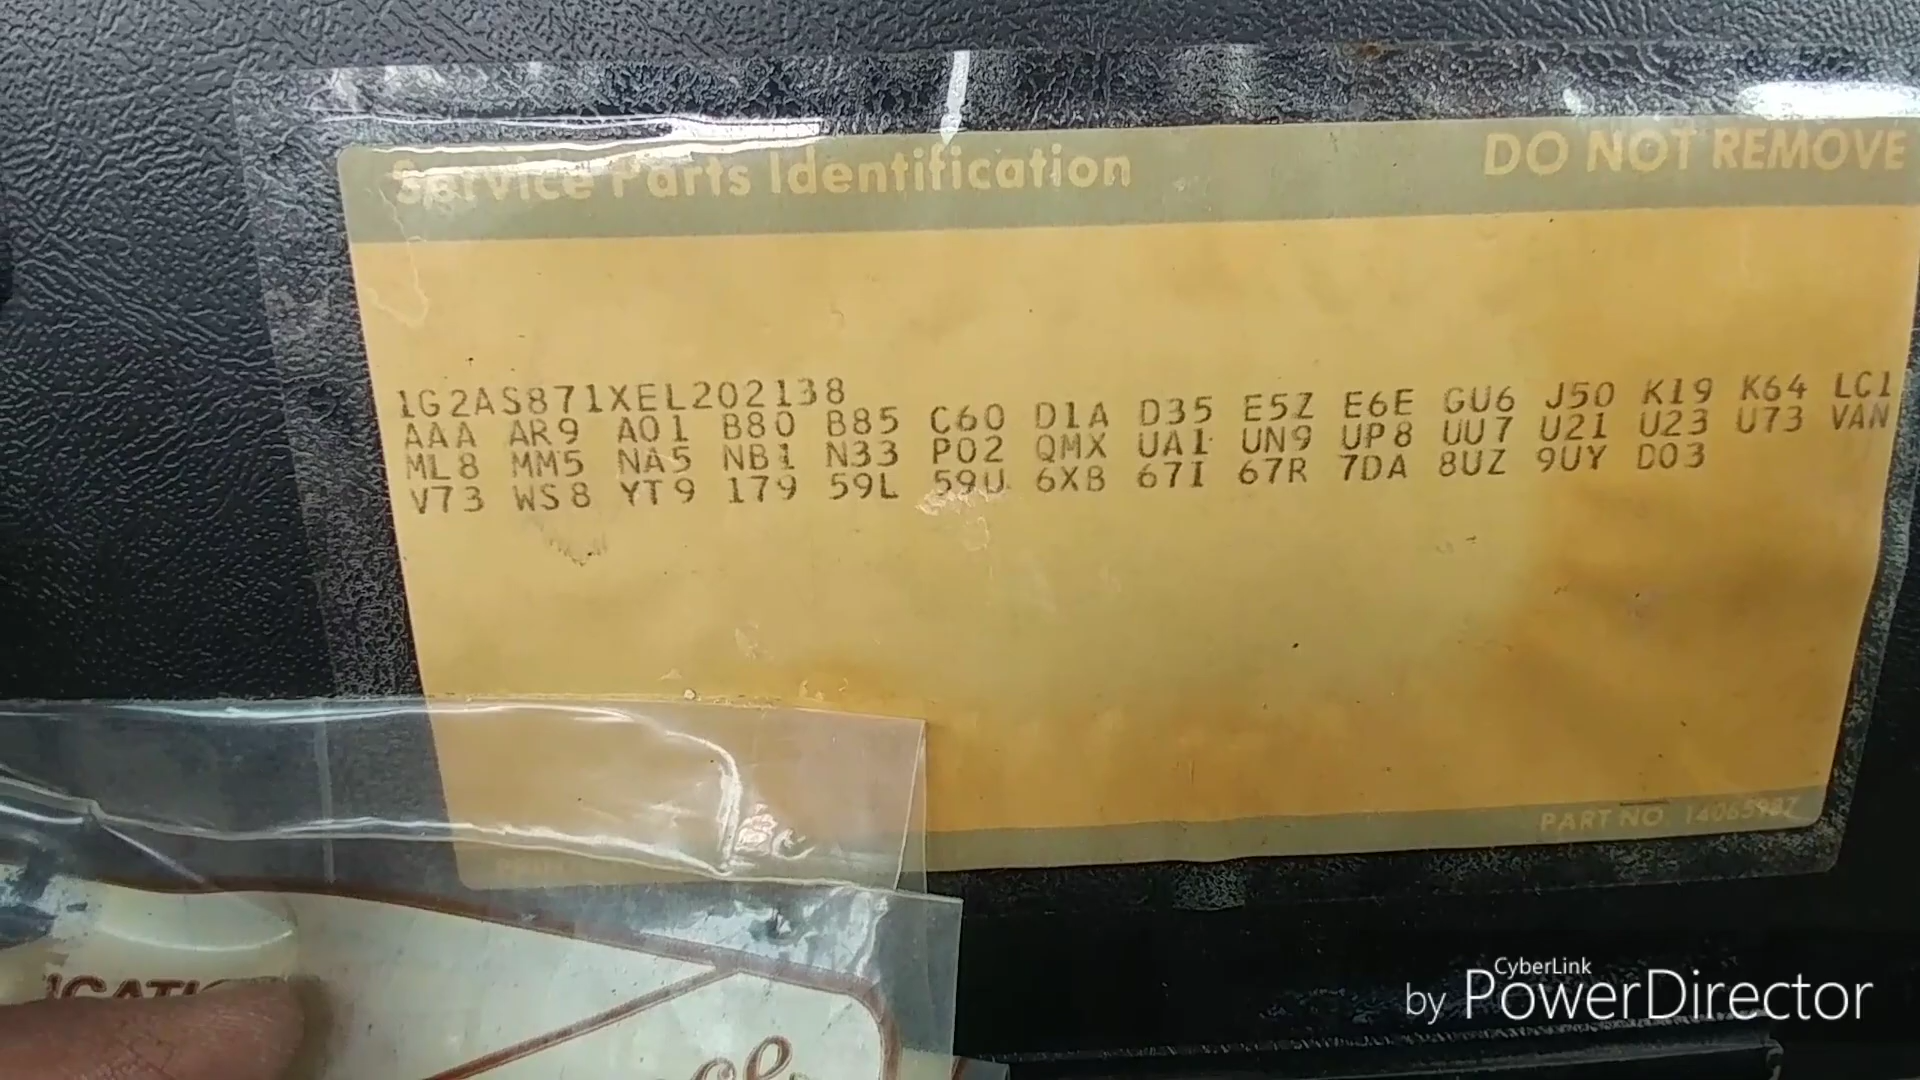 Service Parts Identification DO NOT REMOVE
1G2AS871XEL202138
AAA AR9 A01 B80 B85 C60 D1A D35 E5Z E6E GU6 J50 K19 K64 LC1
ML8 MM5 NA5 NB1 N33 P02 QMX UA1 UN9 UP8 UU7 U21 U23 U73 VAN
V73 WS8 YT9 179 59L 59U 6XB 67I 67R 7DA 8UZ 9UY D03
PART NO.
CyberLink
by PowerDirector